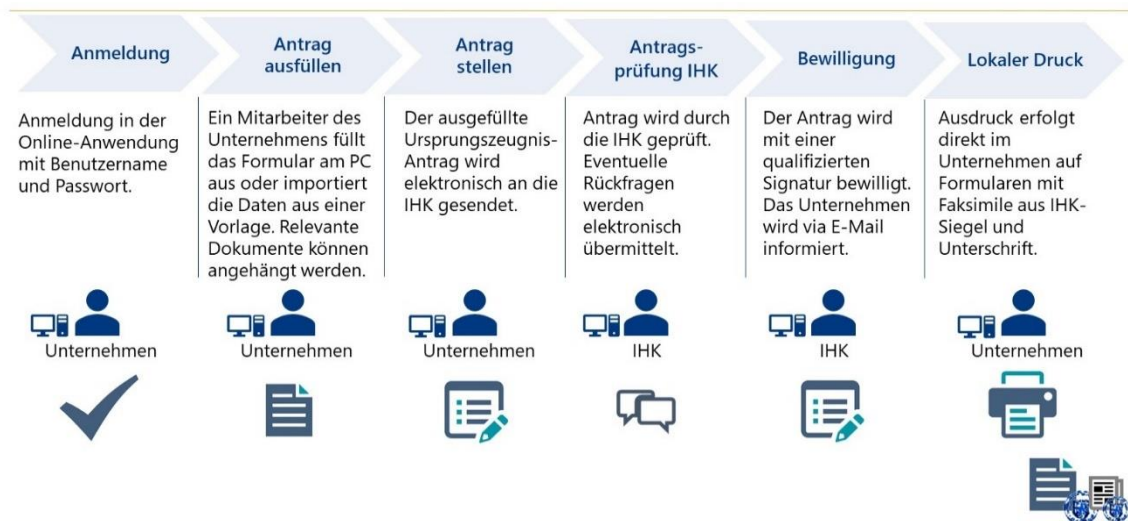 Anmeldung
Antrag
ausfüllen
Antrag
stellen
Antrags-
prüfung IHK
Bewilligung
Lokaler Druck
Anmeldung in der
Online-Anwendung
mit Benutzername
und Passwort.
Ein Mitarbeiter des
Unternehmens füllt
das Formular am PC
aus oder importiert
die Daten aus einer
Vorlage. Relevante
Dokumente können
angehängt werden.
Der ausgefüllte
Ursprungszeugnis-
Antrag wird
elektronisch an die
IHK gesendet.
Antrag wird durch
die IHK geprüft.
Eventuelle
Rückfragen
werden
elektronisch
übermittelt.
Der Antrag wird
mit einer
qualifizierten
Signatur bewilligt.
Das Unternehmen
wird via E-Mail
informiert.
Ausdruck erfolgt
direkt im
Unternehmen auf
Formularen mit
Faksimile aus IHK-
Siegel und
Unterschrift.
Unternehmen
Unternehmen
Unternehmen
IHK
IHK
Unternehmen